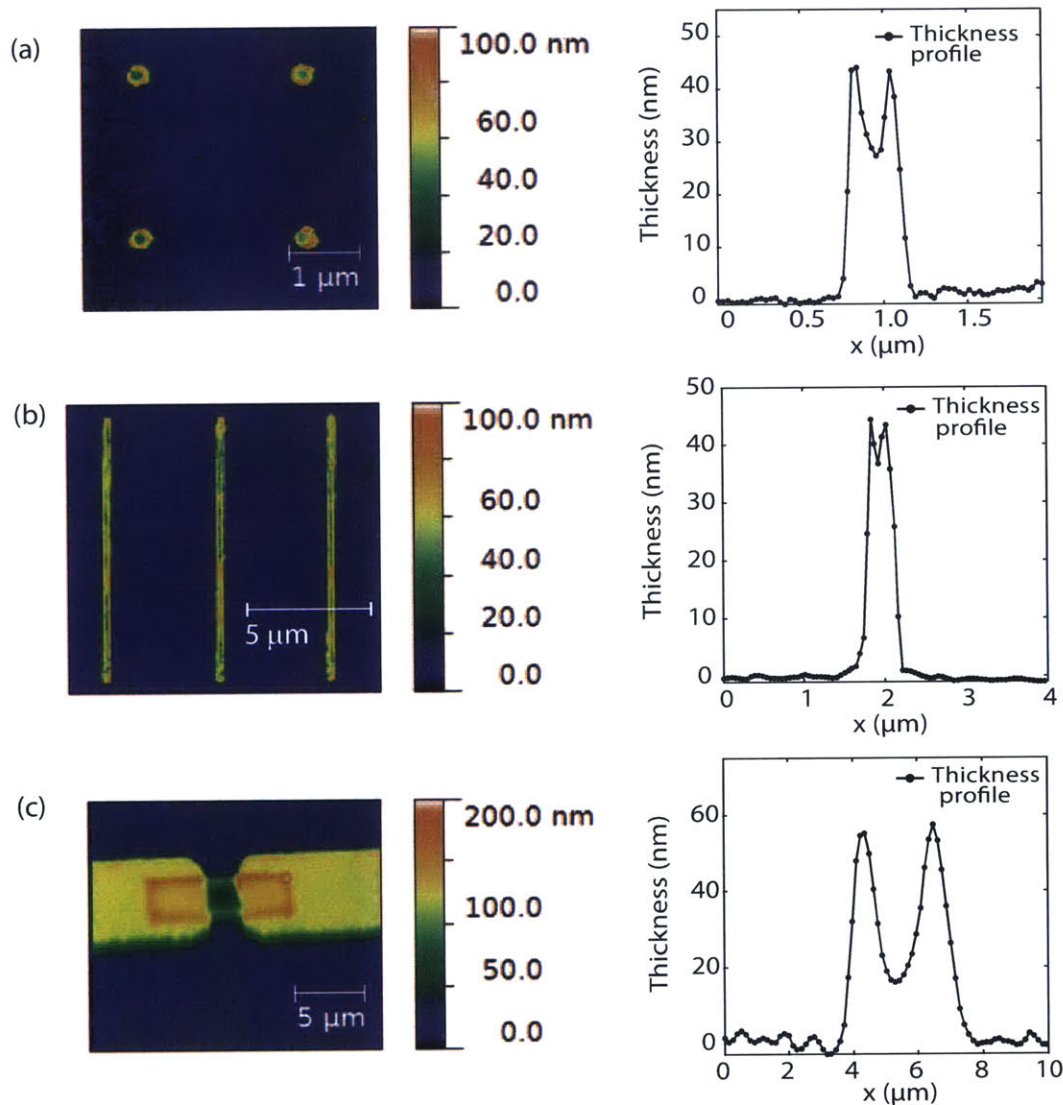 (a)
100.0 nm
60.0
40.0
20.0
0.0
1 µm
50
40
30
20
10
0
Thickness (nm)
Thickness
profile
0
0.5
1.0
1.5
x (µm)
(b)
100.0 nm
60.0
40.0
20.0
0.0
5 µm
50
40
30
20
10
0
Thickness (nm)
Thickness
profile
0
1
2
3
4
x (µm)
(c)
200.0 nm
100.0
50.0
0.0
5 µm
60
40
20
0
Thickness (nm)
Thickness
profile
0
2
4
6
8
10
x (µm)